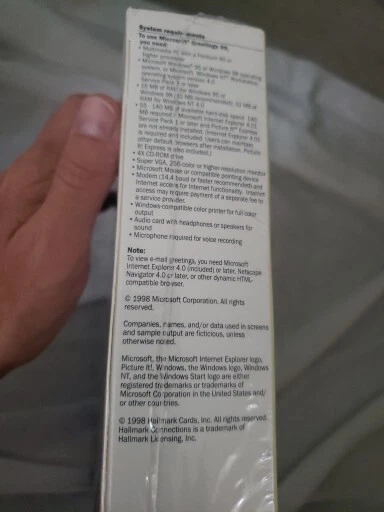 System requirements
To use Microsoft Greetings 99,
you need:
• Multimedia PC with a Pentium 90 or
higher processor
• Microsoft Windows 95 or Windows 98 operating
system, or Microsoft Windows NT Workstation
operating system version 4.0
Service Pack 3 or later
• 16 MB of RAM for Windows 95 or
Windows 98 ( MB recommended); 32 MB of
RAM for Windows NT 4.0
• 140 MB of available hard-disk space
MB required if Microsoft Internet Explorer 4.01
Service Pack 1 or later and Picture It! Express
are not already installed. (Internet Explorer 4.01
is required and included. Users can maintain
other default browsers after installation. Picture
It! Express is also included.)
• 4X CD-ROM drive
• Super VGA, 256-color or higher-resolution monitor
• Microsoft Mouse or compatible pointing device
• Modem (14.4 baud or faster recommended) and
Internet access for Internet functionality. Internet
access may require payment of a separate fee to
a service provider.
• Windows-compatible color printer for full color
output
• Audio card with headphones or speakers for
sound
• Microphone required for voice recording
Note:
To view e-mail greetings, you need Microsoft
Internet Explorer 4.0 (included) or later, Netscape
Navigator 4.0 or later, or other dynamic HTML-
compatible browser.
© 1998 Microsoft Corporation. All rights
reserved.
Companies, names, and/or data used in screens
and sample output are ficticious, unless
otherwise noted.
Microsoft, the Microsoft Internet Explorer logo,
Picture It!, Windows, the Windows logo, Windows
NT, and the Windows Start logo are either
registered trademarks or trademarks of
Microsoft Corporation in the United States and/
or other countries.
© 1998 Hallmark Cards, Inc. All rights reserved.
Hallmark Connections is a trademark of
Hallmark Licensing, Inc.